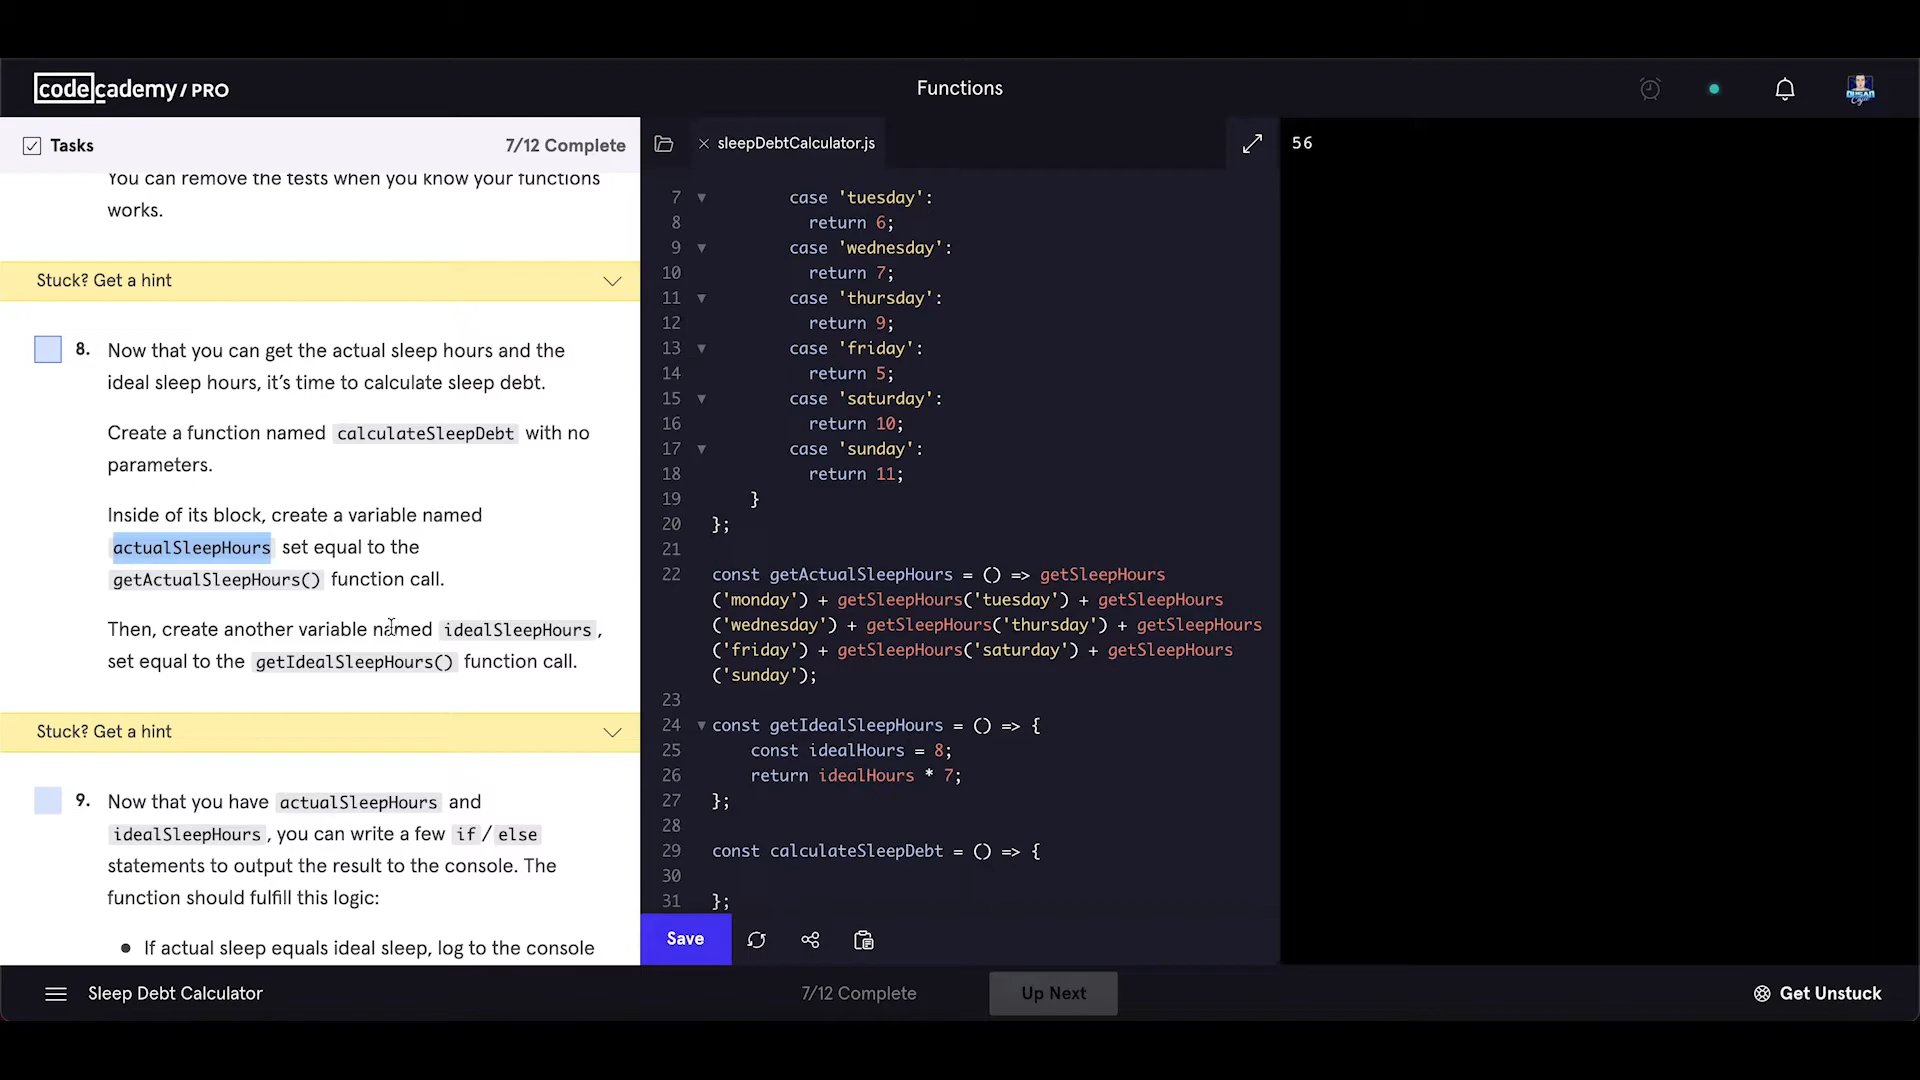 codecademy/PRO
Functions
Tasks
7/12 Complete
You can remove the tests when you know your functions
works.
Stuck? Get a hint
8. Now that you can get the actual sleep hours and the
ideal sleep hours, it's time to calculate sleep debt.
Create a function named calculateSleepDebt with no
parameters.
Inside of its block, create a variable named
actualSleepHours set equal to the
getActualSleepHours() function call.
Then, create another variable named idealSleepHours,
set equal to the getIdealSleepHours() function call.
Stuck? Get a hint
9. Now that you have actualSleepHours and
idealSleepHours, you can write a few if/else
statements to output the result to the console. The
function should fulfill this logic:
● If actual sleep equals ideal sleep, log to the console
sleepDebtCalculator.js
7 case 'tuesday':
8 return 6;
9 case 'wednesday':
10 return 7;
11 case 'thursday':
12 return 9;
13 case 'friday':
14 return 5;
15 case 'saturday':
16 return 10;
17 case 'sunday':
18 return 11;
19 }
20 };
21
22 const getActualSleepHours = () => getSleepHours
('monday') + getSleepHours('tuesday') + getSleepHours
('wednesday') + getSleepHours('thursday') + getSleepHours
('friday') + getSleepHours('saturday') + getSleepHours
('sunday');
23
24 const getIdealSleepHours = () => {
25 const idealHours = 8;
26 return idealHours * 7;
27 };
28
29 const calculateSleepDebt = () => {
30
31 };
Save
56
Sleep Debt Calculator
7/12 Complete
Up Next
Get Unstuck